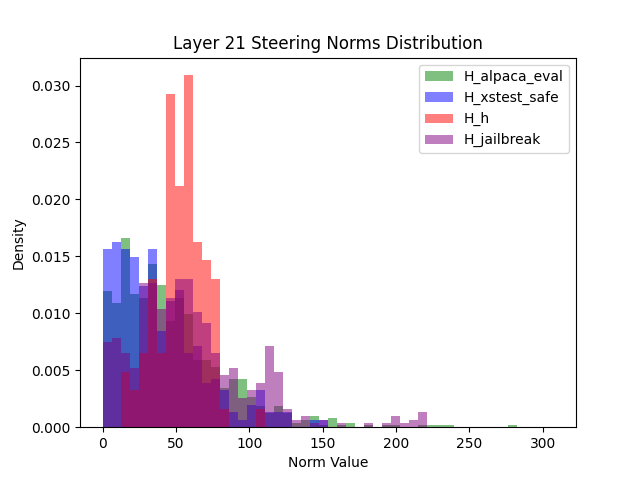 Layer 21 Steering Norms Distribution
H_alpaca_eval
H_xstest_safe
H_h
H_jailbreak
0.030
0.025
0.020
0.015
0.010
0.005
0.000
Density
0 50 100 150 200 250 300
Norm Value